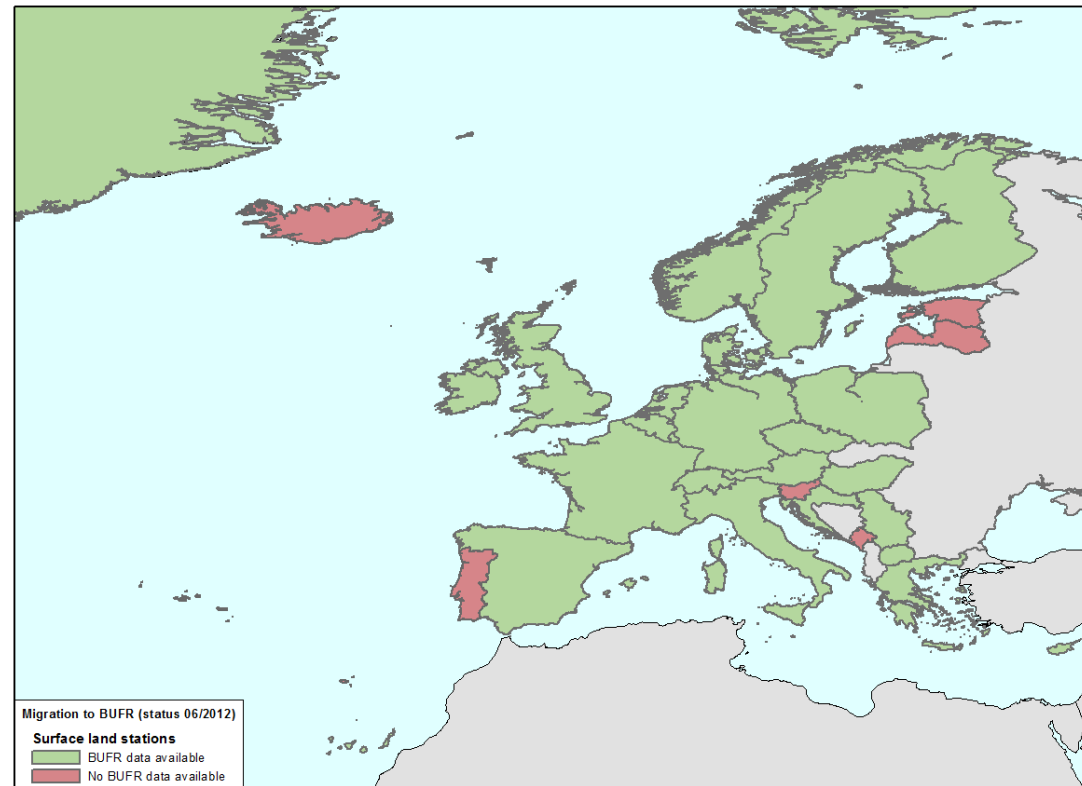 Migration to BUFR (status 06/2012)
Surface land stations
BUFR data available
No BUFR data available